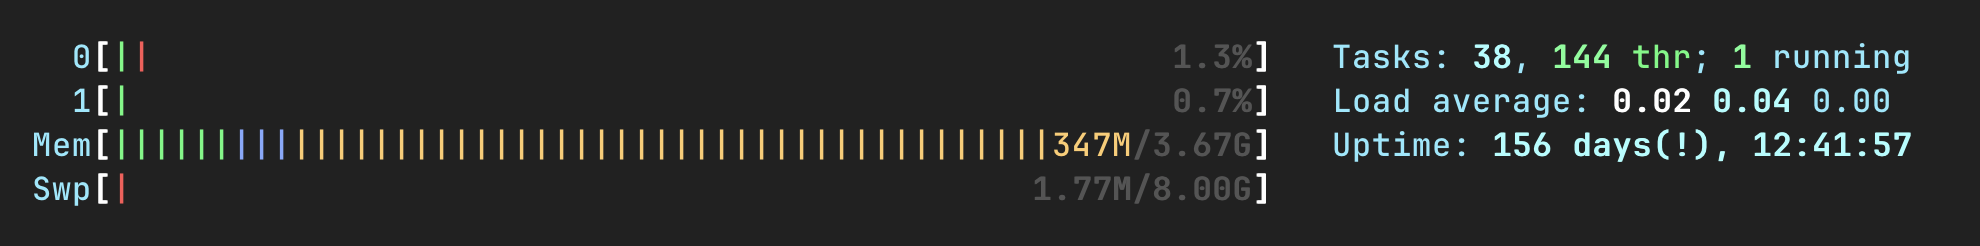 0[|| 1.3%] Tasks: 38, 144 thr; 1 running
1[| 0.7%] Load average: 0.02 0.04 0.00
Mem[|||||||||||||||||||||||||||||||||||||||||||||||347M/3.67G] Uptime: 156 days(!), 12:41:57
Swp[| 1.77M/8.00G]